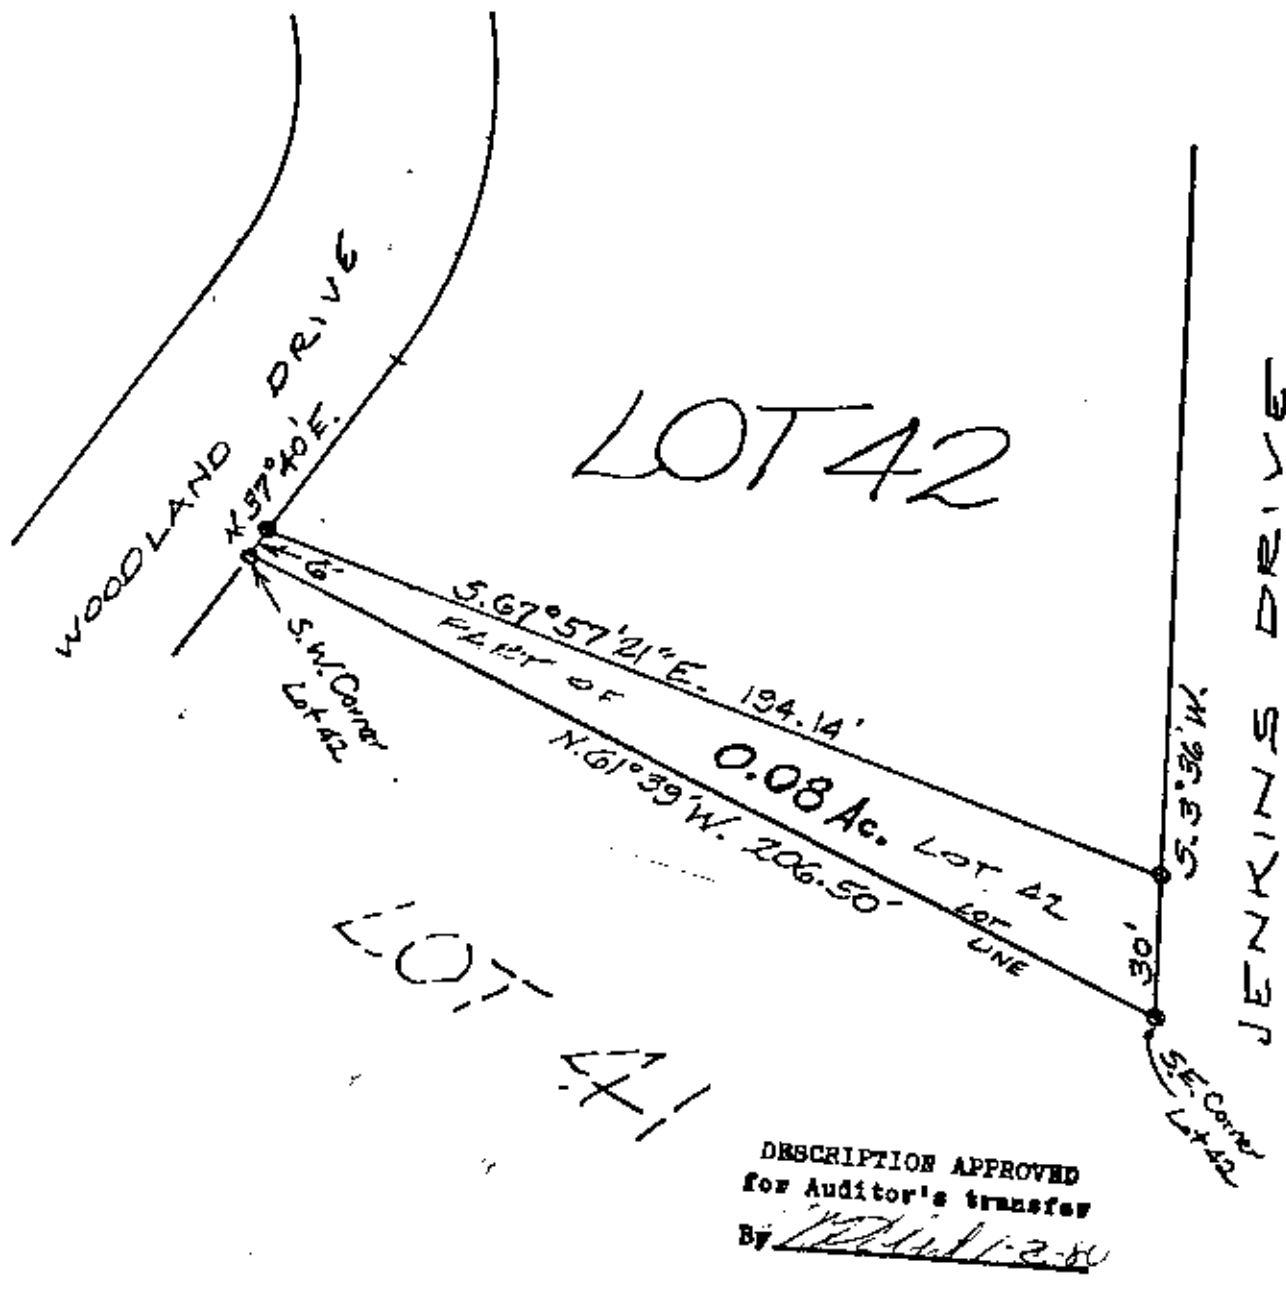 WOODLAND DRIVE
N 37°40'E.
6'
S.W. Corner
Lot 42
LOT 42
S.67°57'21"E. 194.14'
PART OF
0.08 Ac. LOT 42
N.61°39'W. 206.50'
LOT
LINE
S.3°36'W.
30'
JENKINS DRIVE
S.E. Corner
Lot 42
LOT 41
DESCRIPTION APPROVED
for Auditor's transfer
By